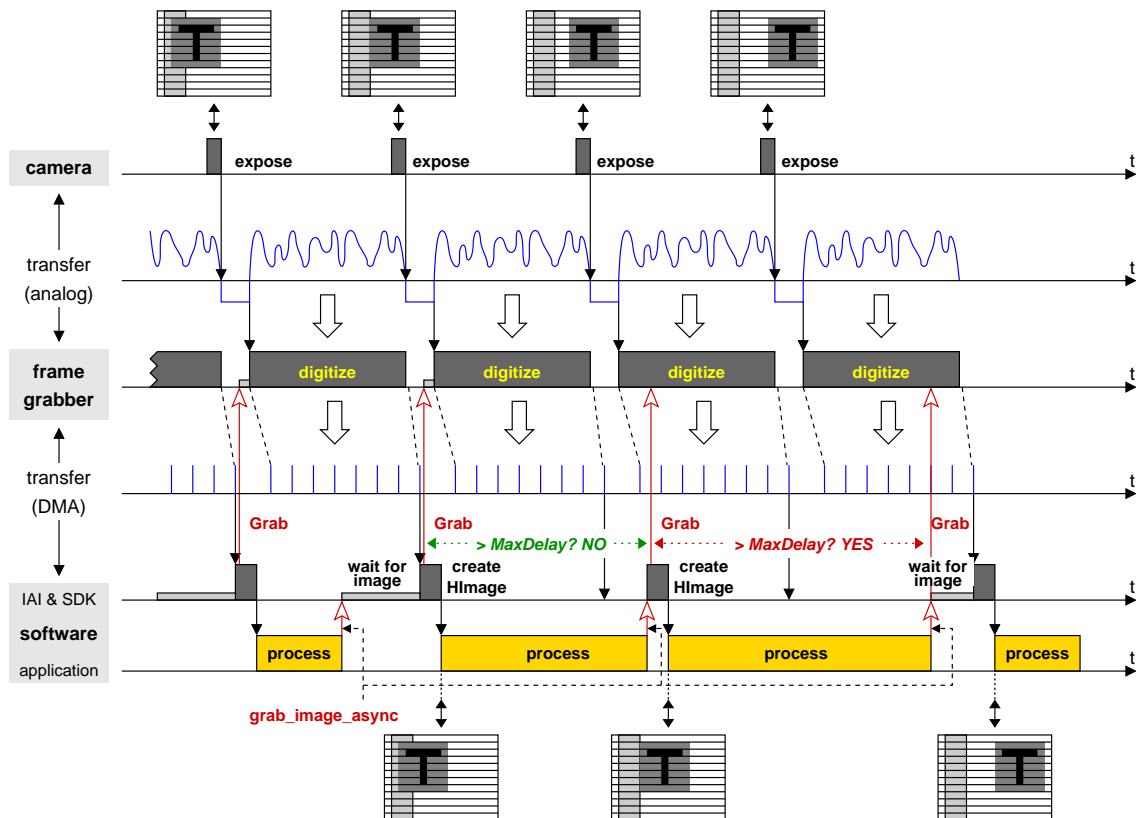 T
T
T
T
expose
expose
expose
expose
t
camera
transfer
(analog)
t
frame
grabber
digitize
digitize
digitize
digitize
t
transfer
(DMA)
t
Grab
Grab
Grab
Grab
> MaxDelay? NO
> MaxDelay? YES
wait for
image
create
HImage
create
HImage
wait for
image
IAI & SDK
t
software
application
process
process
process
process
t
grab_image_async
T
T
T